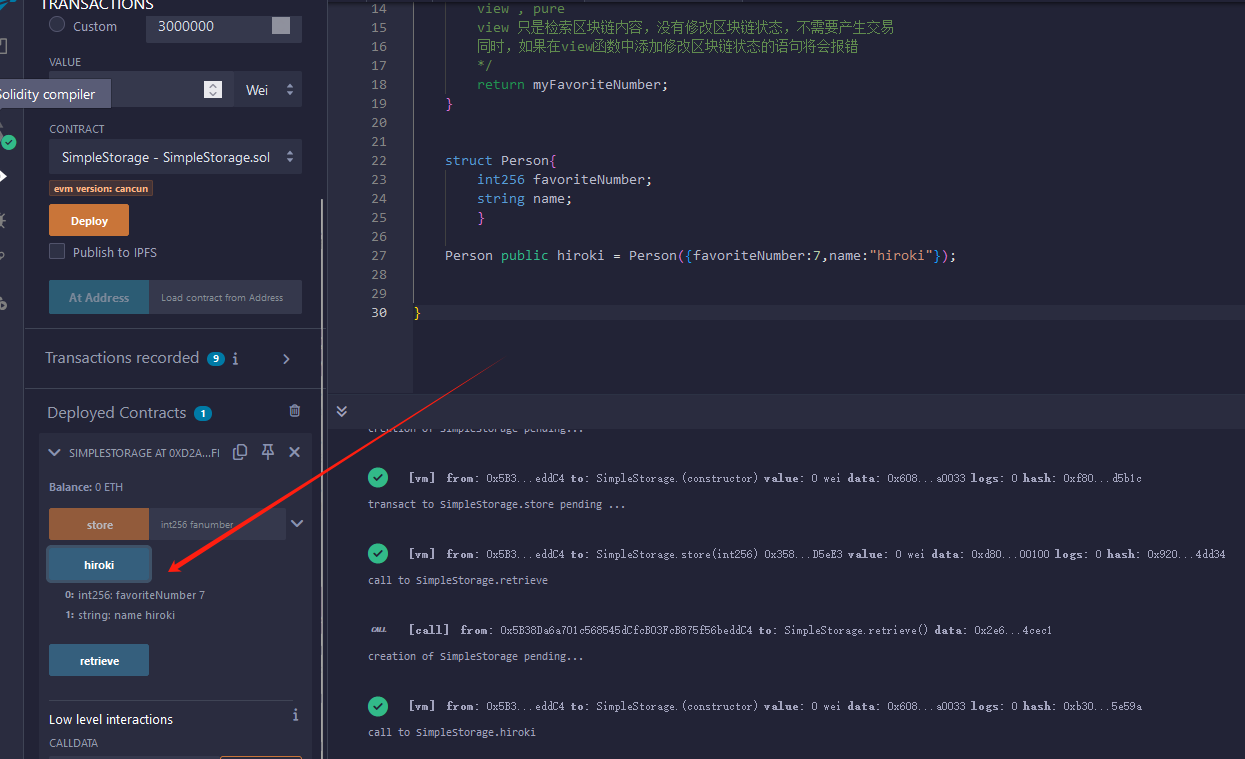 TRANSACTIONS
Custom
3000000
VALUE
Solidity compiler
Wei
CONTRACT
SimpleStorage - SimpleStorage.sol
evm version: cancun
Deploy
Publish to IPFS
At Address
Load contract from Address
Transactions recorded 9 i
Deployed Contracts 1
SIMPLESTORAGE AT 0XD2A...FI
Balance: 0 ETH
store
int256 fanumber
hiroki
0: int256: favoriteNumber 7
1: string: name hiroki
retrieve
Low level interactions
i
CALLDATA
14 view , pure
15 view 只是检索区块链内容，没有修改区块链状态，不需要产生交易
16 同时，如果在view函数中添加修改区块链状态的语句将会报错
17 */
18 return myFavoriteNumber;
19 }
20
21
22 struct Person{
23 int256 favoriteNumber;
24 string name;
25 }
26
27 Person public hiroki = Person({favoriteNumber:7,name:"hiroki"});
28
29
30 }
creation of SimpleStorage pending...
[vm] from: 0x5B3...eddC4 to: SimpleStorage.(constructor) value: 0 wei data: 0x608...a0033 logs: 0 hash: 0xf80...d5b1c
transact to SimpleStorage.store pending ...
[vm] from: 0x5B3...eddC4 to: SimpleStorage.store(int256) 0x358...D5eE3 value: 0 wei data: 0xd80...00100 logs: 0 hash: 0x920...4dd34
call to SimpleStorage.retrieve
CALL [call] from: 0x5B38Da6a701c568545dCfcB03FcB875f56beddC4 to: SimpleStorage.retrieve() data: 0x2e6...4cec1
creation of SimpleStorage pending...
[vm] from: 0x5B3...eddC4 to: SimpleStorage.(constructor) value: 0 wei data: 0x608...a0033 logs: 0 hash: 0xb30...5e59a
call to SimpleStorage.hiroki